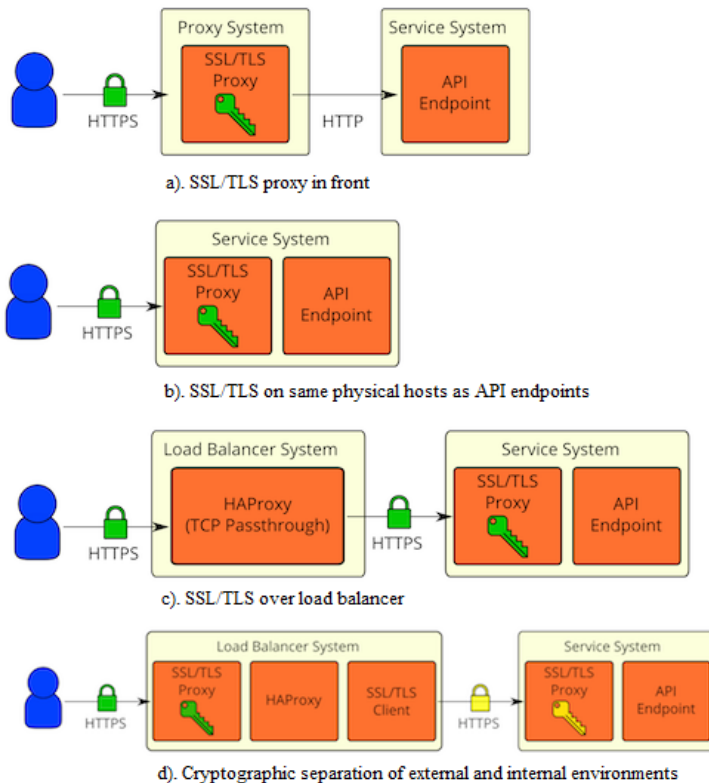 Proxy System
Service System
SSL/TLS
Proxy
API
Endpoint
HTTPS
HTTP
a). SSL/TLS proxy in front
Service System
SSL/TLS
Proxy
API
Endpoint
HTTPS
b). SSL/TLS on same physical hosts as API endpoints
Load Balancer System
Service System
HAProxy
(TCP Passthrough)
SSL/TLS
Proxy
API
Endpoint
HTTPS
HTTPS
c). SSL/TLS over load balancer
Load Balancer System
Service System
SSL/TLS
Proxy
HAProxy
SSL/TLS
Client
SSL/TLS
Proxy
API
Endpoint
HTTPS
HTTPS
d). Cryptographic separation of external and internal environments